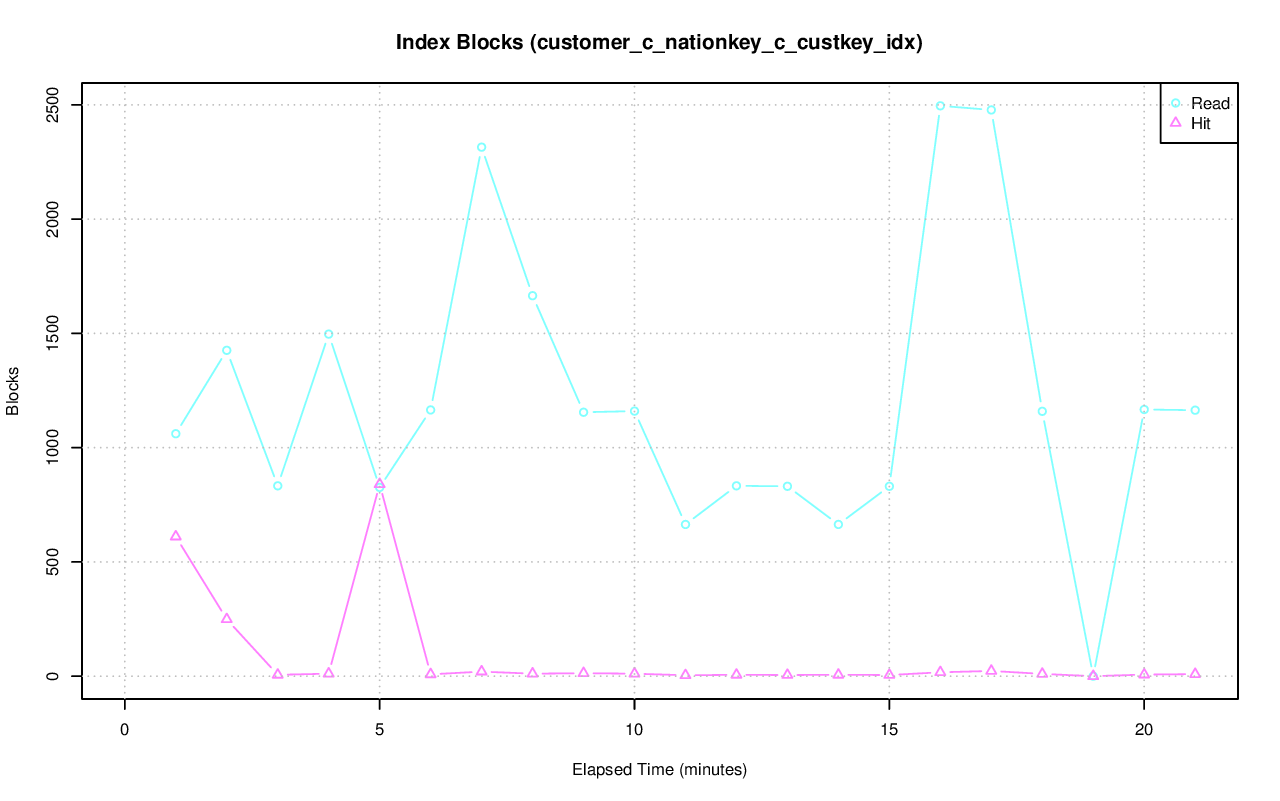 Index Blocks (customer_c_nationkey_c_custkey_idx)
Read
Hit
2500
2000
1500
1000
500
0
Blocks
0 5 10 15 20
Elapsed Time (minutes)